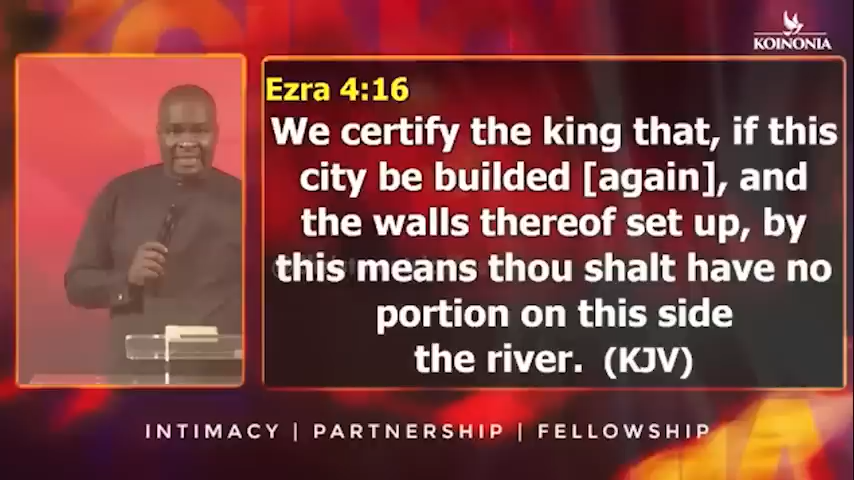 KOINONIA
Ezra 4:16
We certify the king that, if this
city be builded [again], and
the walls thereof set up, by
this means thou shalt have no
portion on this side
the river. (KJV)
INTIMACY | PARTNERSHIP | FELLOWSHIP